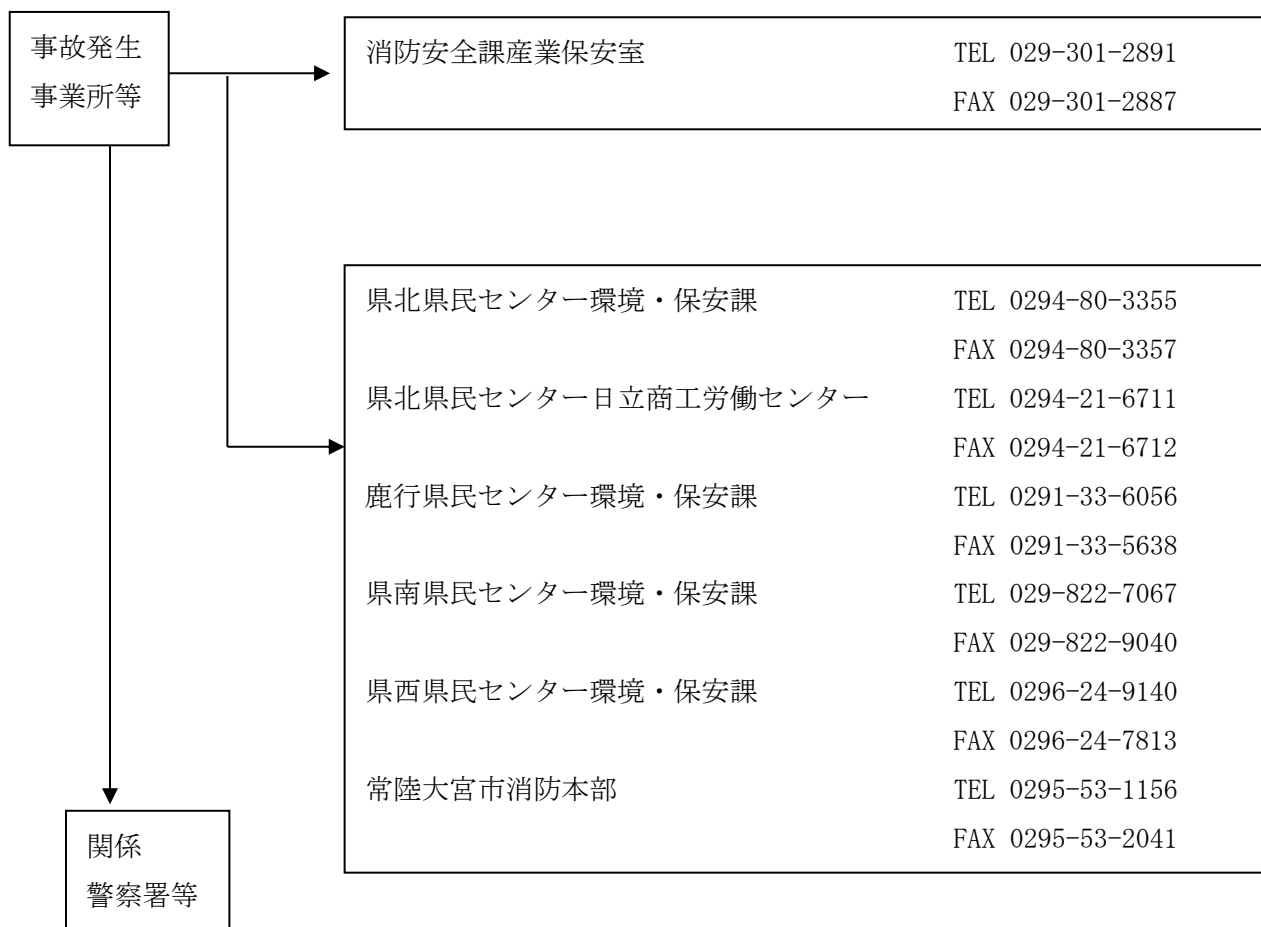 事故発生
事業所等
消防安全課産業保安室 TEL 029-301-2891
FAX 029-301-2887
県北県民センター環境・保安課 TEL 0294-80-3355
FAX 0294-80-3357
県北県民センター日立商工労働センター TEL 0294-21-6711
FAX 0294-21-6712
鹿行県民センター環境・保安課 TEL 0291-33-6056
FAX 0291-33-5638
県南県民センター環境・保安課 TEL 029-822-7067
FAX 029-822-9040
県西県民センター環境・保安課 TEL 0296-24-9140
FAX 0296-24-7813
常陸大宮市消防本部 TEL 0295-53-1156
FAX 0295-53-2041
関係
警察署等